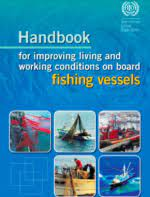 Handbook
for improving living and
working conditions on board
fishing vessels